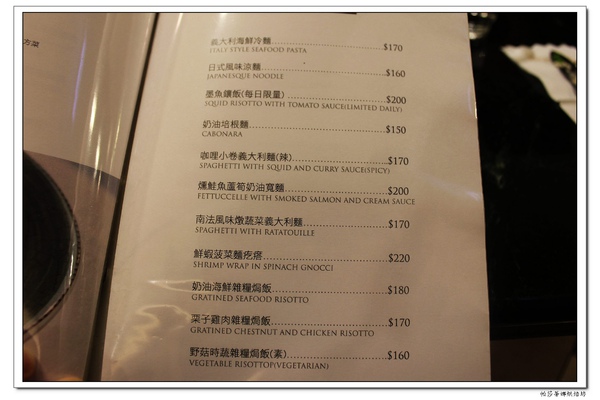 方菜
義大利海鮮冷麵......$170
ITALY STYLE SEAFOOD PASTA
日式風味涼麵......$160
JAPANESQUE NOODLE
墨魚鑲飯(每日限量)......$200
SQUID RISOTTO WITH TOMATO SAUCE(LIMITED DAILY)
奶油培根麵......$150
CABONARA
咖哩小卷義大利麵(辣)......$170
SPAGHETTI WITH SQUID AND CURRY SAUCE(SPICY)
燻鮭魚蘆筍奶油寬麵......$200
FETTUCCELLE WITH SMOKED SALMON AND CREAM SAUCE
南法風味燉蔬菜義大利麵......$170
SPAGHETTI WITH RATATOUILLE
鮮蝦菠菜麵疙瘩......$220
SHRIMP WRAP IN SPINACH GNOCCI
奶油海鮮雜糧焗飯......$180
GRATINED SEAFOOD RISOTTO
栗子雞肉雜糧焗飯......$170
GRATINED CHESTNUT AND CHICKEN RISOTTO
野菇時蔬雜糧焗飯(素)......$160
VEGETABLE RISOTTOP(VEGETARIAN)